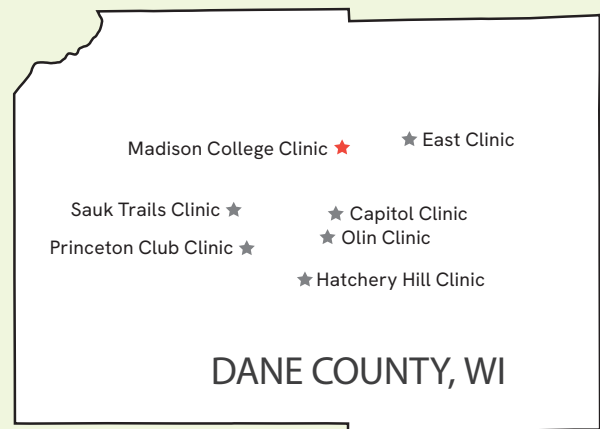 Madison College Clinic
East Clinic
Sauk Trails Clinic
Capitol Clinic
Princeton Club Clinic
Olin Clinic
Hatchery Hill Clinic
DANE COUNTY, WI